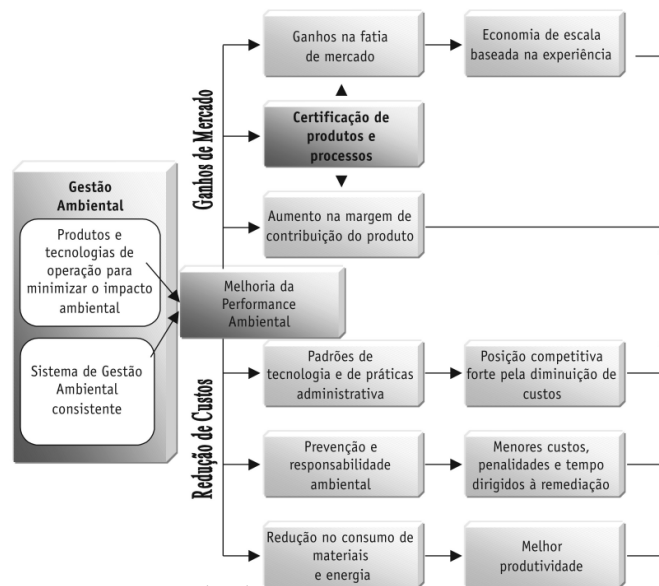 Ganhos na fatia
de mercado
Economia de escala
baseada na experiência
Ganhos de Mercado
Certificação de
produtos e
processos
Aumento na margem de
contribuição do produto
Gestão
Ambiental
Produtos e
tecnologias de
operação para
minimizar o impacto
ambiental
Sistema de Gestão
Ambiental
consistente
Melhoria da
Performance
Ambiental
Redução de Custos
Padrões de
tecnologia e de práticas
administrativa
Posição competitiva
forte pela diminuição de
custos
Prevenção e
responsabilidade
ambiental
Menores custos,
penalidades e tempo
dirigidos à remediação
Redução no consumo de
materiais
e energia
Melhor
produtividade